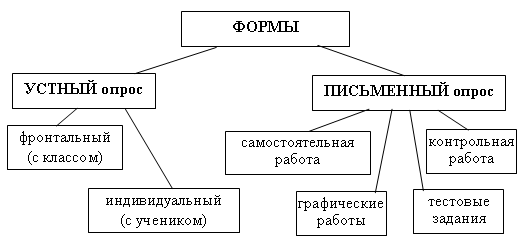 ФОРМЫ
УСТНЫЙ опрос
ПИСЬМЕННЫЙ опрос
фронтальный
(с классом)
индивидуальный
(с учеником)
самостоятельная
работа
графические
работы
тестовые
задания
контрольная
работа